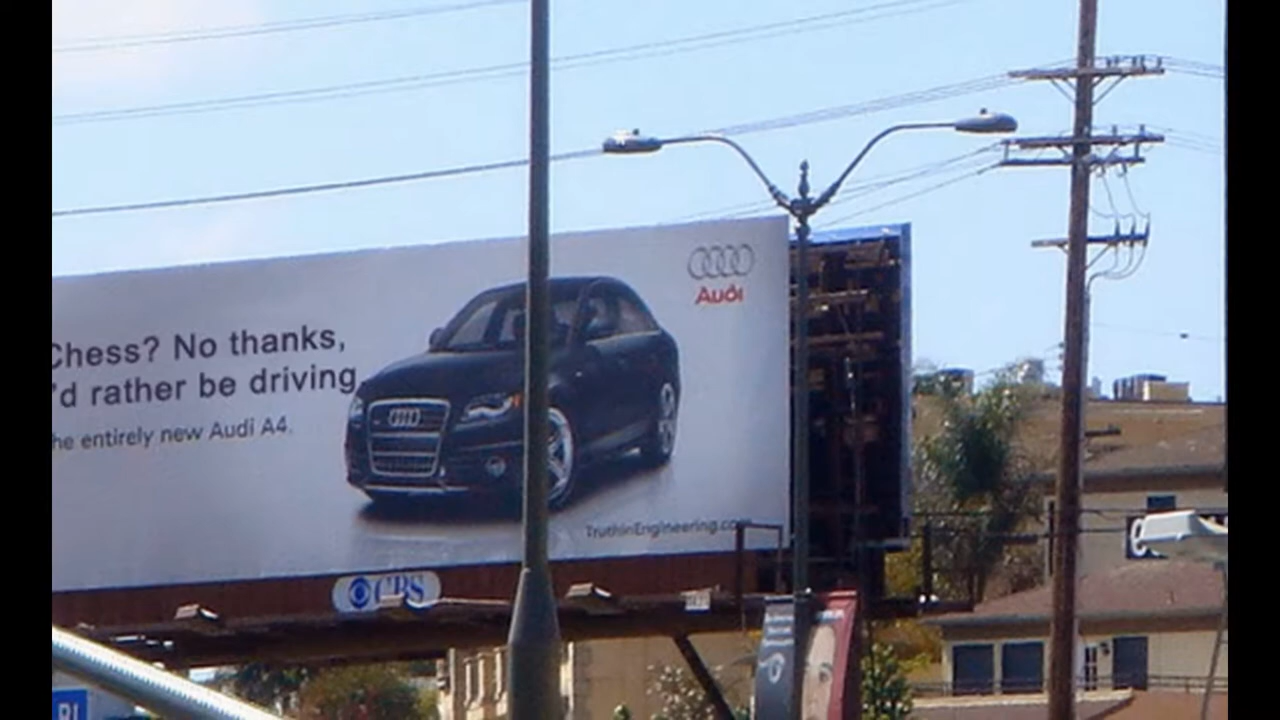 Chess? No thanks,
'd rather be driving
he entirely new Audi A4.
Audi
TruthinEngineering.com
CBS